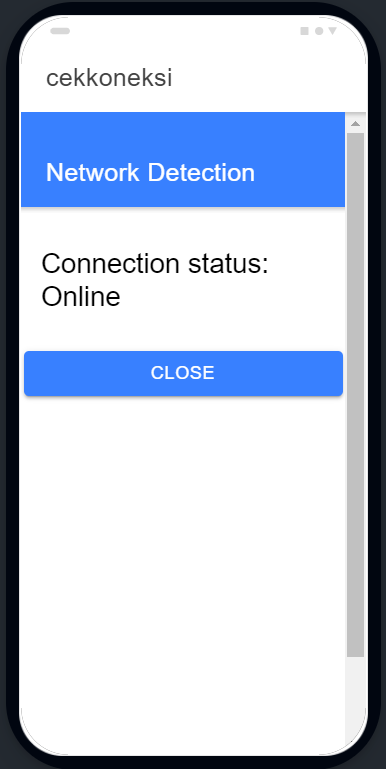 cekkoneksi
Network Detection
Connection status:
Online
CLOSE